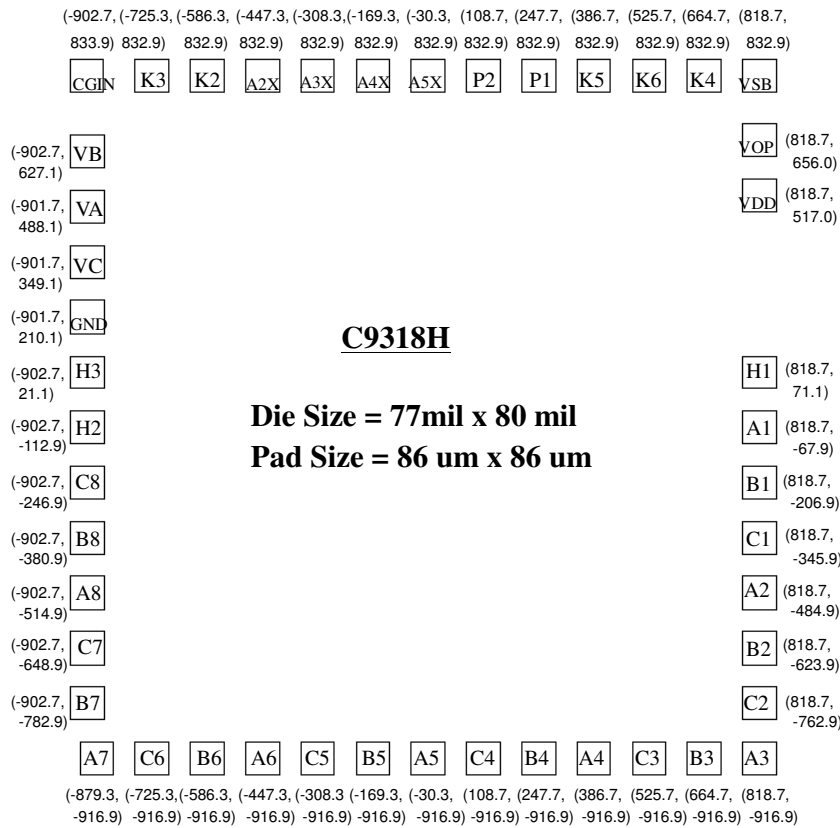 (-902.7, (-725.3, (-586.3, (-447.3, (-308.3, (-169.3, (-30.3, (108.7, (247.7, (386.7, (525.7, (664.7, (818.7,
833.9) 832.9) 832.9) 832.9) 832.9) 832.9) 832.9) 832.9) 832.9) 832.9) 832.9) 832.9) 832.9)
CGIN K3 K2 A2X A3X A4X A5X P2 P1 K5 K6 K4 VSB
(-902.7, VB
627.1)
VOP (818.7,
656.0)
(-901.7, VA
488.1)
VDD (818.7,
517.0)
(-901.7, VC
349.1)
(-901.7, GND
210.1)
C9318H
(-902.7, H3
21.1)
H1 (818.7,
71.1)
Die Size = 77mil x 80 mil
(-902.7, H2
-112.9)
A1 (818.7,
-67.9)
Pad Size = 86 um x 86 um
(-902.7, C8
-246.9)
B1 (818.7,
-206.9)
(-902.7, B8
-380.9)
C1 (818.7,
-345.9)
(-902.7, A8
-514.9)
A2 (818.7,
-484.9)
(-902.7, C7
-648.9)
B2 (818.7,
-623.9)
(-902.7, B7
-782.9)
C2 (818.7,
-762.9)
A7 C6 B6 A6 C5 B5 A5 C4 B4 A4 C3 B3 A3
(-879.3, (-725.3, (-586.3, (-447.3, (-308.3 (-169.3, (-30.3, (108.7, (247.7, (386.7, (525.7, (664.7, (818.7,
-916.9) -916.9) -916.9) -916.9) -916.9) -916.9) -916.9) -916.9) -916.9) -916.9) -916.9) -916.9) -916.9)